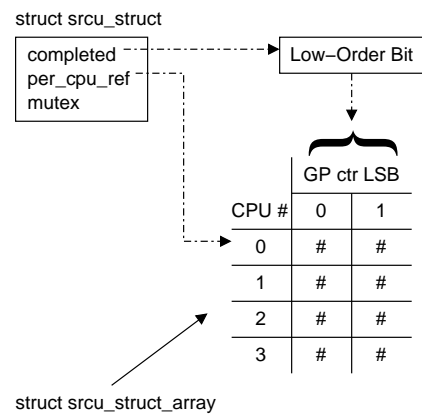 struct srcu_struct
completed
per_cpu_ref
mutex
Low−Order Bit
GP ctr LSB
CPU # 0 1
0 # #
1 # #
2 # #
3 # #
struct srcu_struct_array